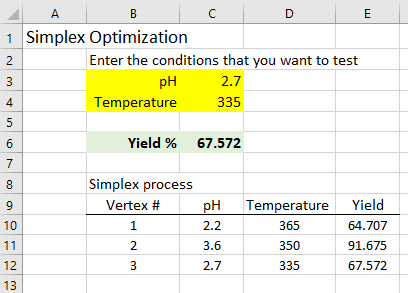 A B C D E
1 Simplex Optimization
2 Enter the conditions that you want to test
3 pH 2.7
4 Temperature 335
5
6 Yield % 67.572
7
8 Simplex process
9 Vertex # pH Temperature Yield
10 1 2.2 365 64.707
11 2 3.6 350 91.675
12 3 2.7 335 67.572
13